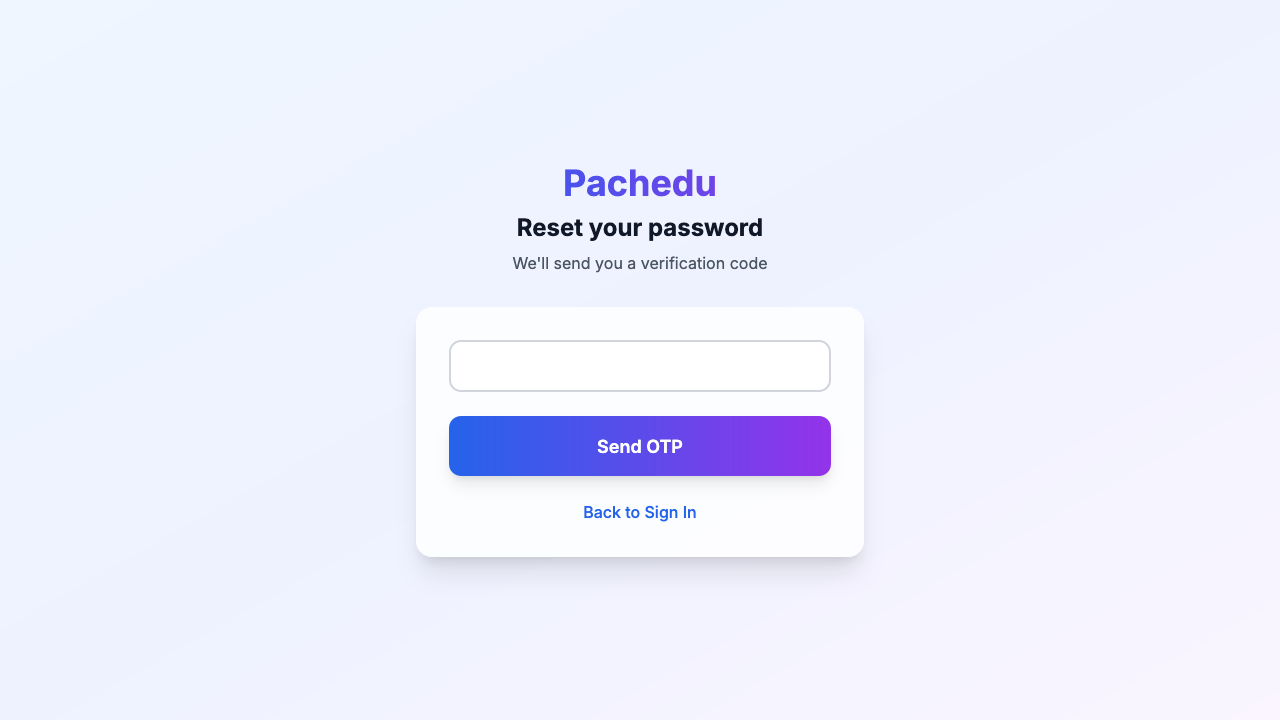 Pachedu
Reset your password
We'll send you a verification code
Send OTP
Back to Sign In